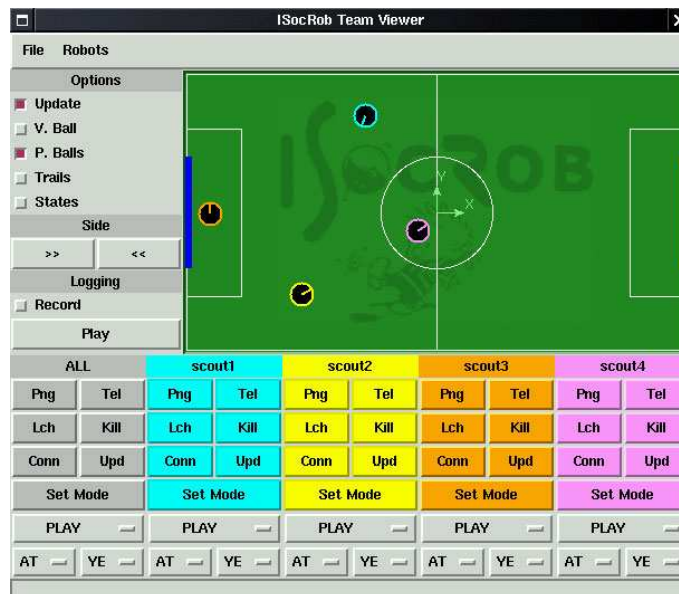 ISocRob Team Viewer
File Robots
Options
Update
V. Ball
P. Balls
Trails
States
Side
>> <<
Logging
Record
Play
ISocRob
Y
X
ALL scout1 scout2 scout3 scout4
Png Tel Png Tel Png Tel Png Tel Png Tel
Lch Kill Lch Kill Lch Kill Lch Kill Lch Kill
Conn Upd Conn Upd Conn Upd Conn Upd Conn Upd
Set Mode Set Mode Set Mode Set Mode Set Mode
PLAY PLAY PLAY PLAY PLAY
AT YE AT YE AT YE AT YE AT YE